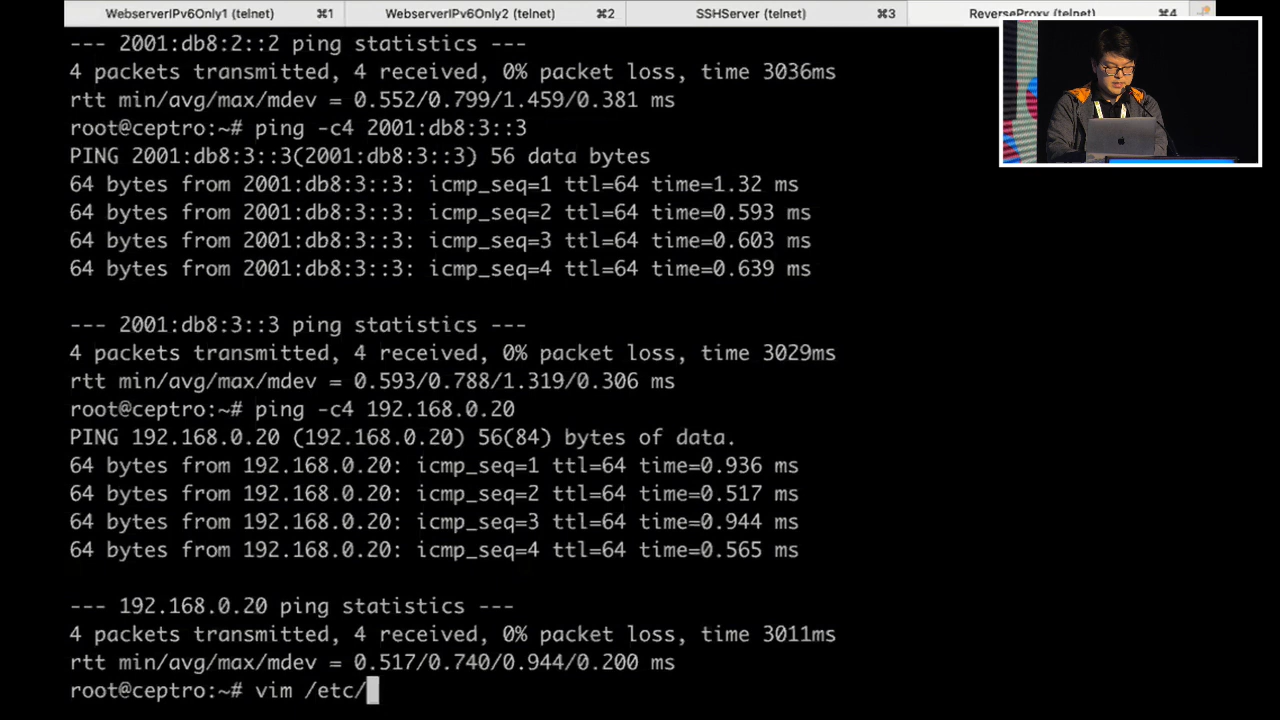 WebserverIPv6Only1 (telnet) ⌘1 WebserverIPv6Only2 (telnet) ⌘2 SSHServer (telnet) ⌘3 ReverseProxy (telnet) ⌘4
--- 2001:db8:2::2 ping statistics ---
4 packets transmitted, 4 received, 0% packet loss, time 3036ms
rtt min/avg/max/mdev = 0.552/0.799/1.459/0.381 ms
root@ceptro:~# ping -c4 2001:db8:3::3
PING 2001:db8:3::3(2001:db8:3::3) 56 data bytes
64 bytes from 2001:db8:3::3: icmp_seq=1 ttl=64 time=1.32 ms
64 bytes from 2001:db8:3::3: icmp_seq=2 ttl=64 time=0.593 ms
64 bytes from 2001:db8:3::3: icmp_seq=3 ttl=64 time=0.603 ms
64 bytes from 2001:db8:3::3: icmp_seq=4 ttl=64 time=0.639 ms
--- 2001:db8:3::3 ping statistics ---
4 packets transmitted, 4 received, 0% packet loss, time 3029ms
rtt min/avg/max/mdev = 0.593/0.788/1.319/0.306 ms
root@ceptro:~# ping -c4 192.168.0.20
PING 192.168.0.20 (192.168.0.20) 56(84) bytes of data.
64 bytes from 192.168.0.20: icmp_seq=1 ttl=64 time=0.936 ms
64 bytes from 192.168.0.20: icmp_seq=2 ttl=64 time=0.517 ms
64 bytes from 192.168.0.20: icmp_seq=3 ttl=64 time=0.944 ms
64 bytes from 192.168.0.20: icmp_seq=4 ttl=64 time=0.565 ms
--- 192.168.0.20 ping statistics ---
4 packets transmitted, 4 received, 0% packet loss, time 3011ms
rtt min/avg/max/mdev = 0.517/0.740/0.944/0.200 ms
root@ceptro:~# vim /etc/